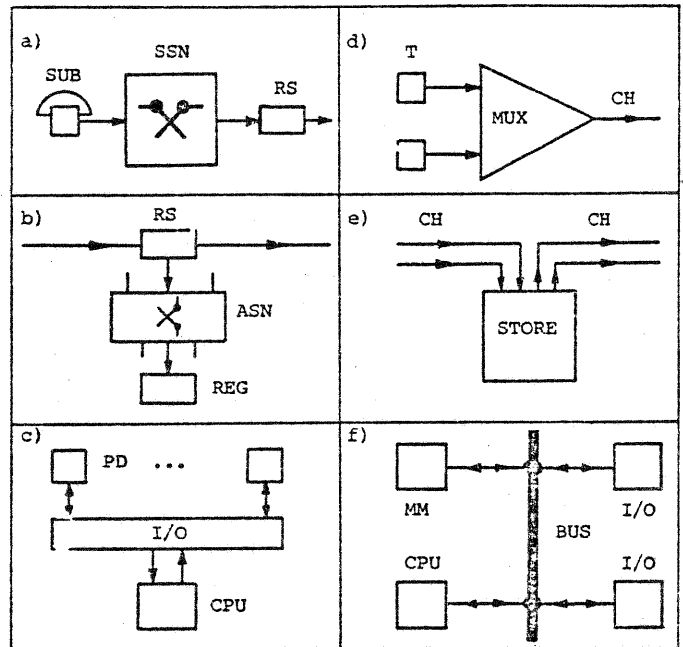 a)
SUB
SSN
RS
b)
RS
ASN
REG
c)
PD ...
I/O
CPU
d)
T
MUX
CH
e)
CH CH
STORE
f)
MM
I/O
BUS
CPU
I/O